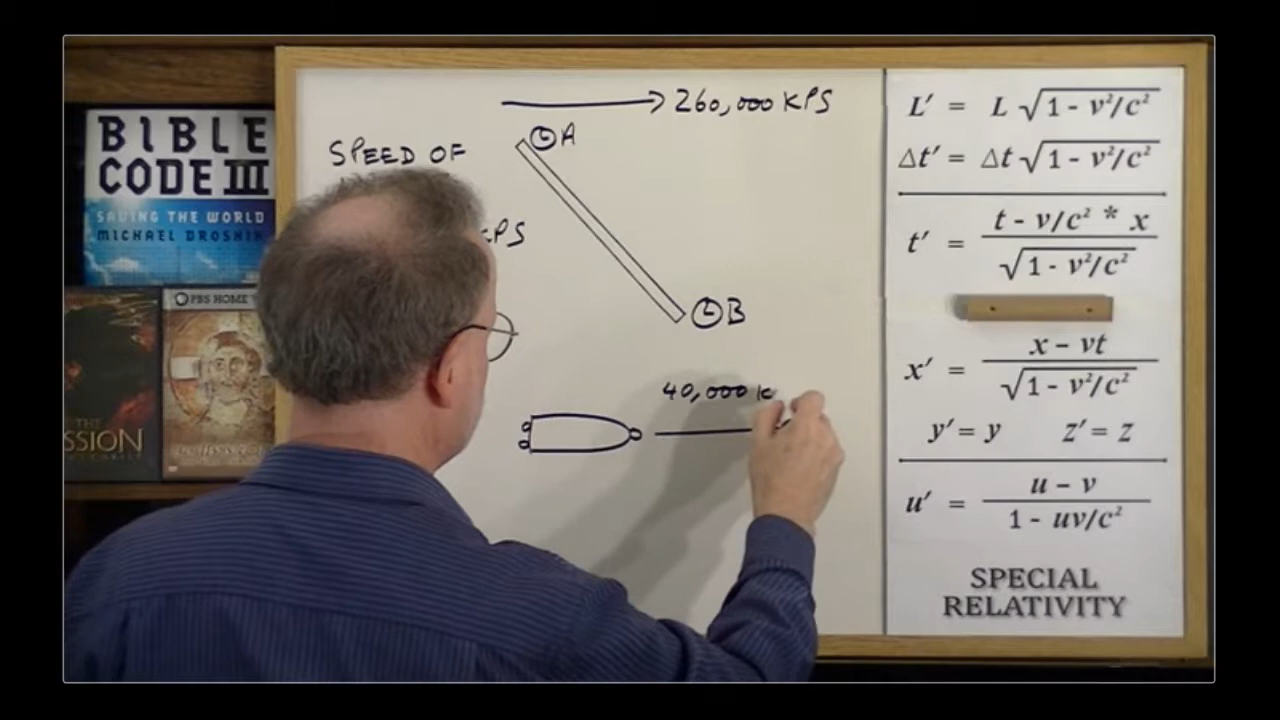 BIBLE
CODE III
SAVING THE WORLD
MICHAEL DROSNIN
PBS HOME
THE
SPEED OF
KPS
260,000 KPS
A
B
40,000 K
L' = L √1 - v²/c²
Δt' = Δt √1 - v²/c²
t' = t - v/c² * x / √1 - v²/c²
x' = x - vt / √1 - v²/c²
y' = y z' = z
u' = u - v / 1 - uv/c²
SPECIAL
RELATIVITY